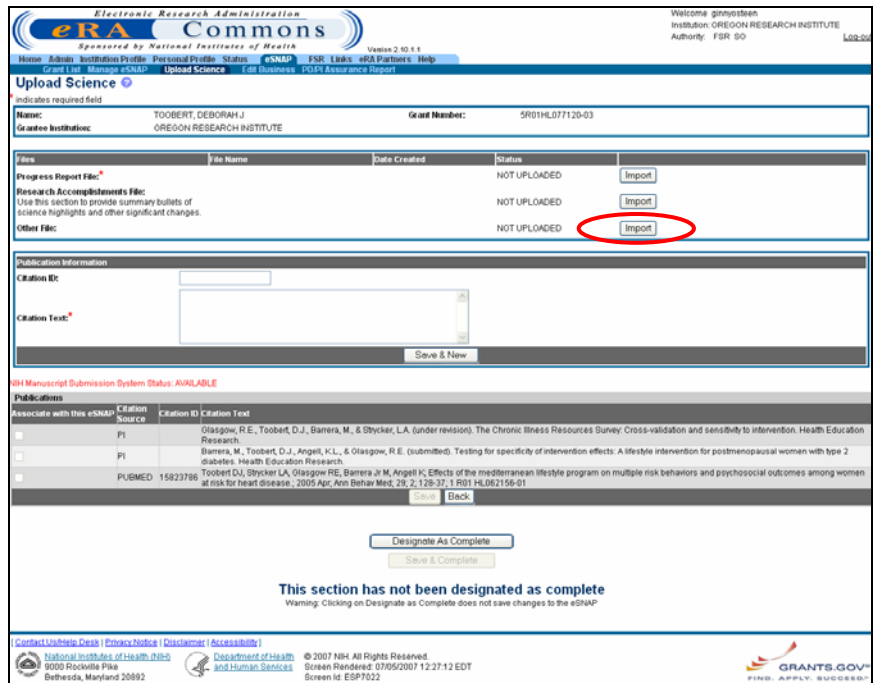 Electronic Research Administration
eRA Commons
Sponsored by National Institutes of Health
Version 2.10.1.1
Welcome ginnyosteen
Institution: OREGON RESEARCH INSTITUTE
Authority: FSR SO
Log-out
Home Admin Institution Profile Personal Profile Status eSNAP FSR Links eRA Partners Help
Grant List Manage eSNAP Upload Science Edit Business PD/PI Assurance Report
Upload Science ?
* indicates required field
Name: TOOBERT, DEBORAH J Grant Number: 5R01HL077120-03
Grantee Institution: OREGON RESEARCH INSTITUTE
Files File Name Date Created Status
Progress Report File:* NOT UPLOADED Import
Research Accomplishments File:
Use this section to provide summary bullets of
science highlights and other significant changes.
NOT UPLOADED Import
Other File: NOT UPLOADED Import
Publication Information
Citation ID:
Citation Text:*
Save & New
NIH Manuscript Submission System Status: AVAILABLE
Publications
Associate with this eSNAP Citation Source Citation ID Citation Text
PI Glasgow, R.E., Toobert, D.J., Barrera, M., & Strycker, L.A. (under revision). The Chronic Illness Resources Survey: Cross-validation and sensitivity to intervention. Health Education
Research.
PI Barrera, M., Toobert, D.J., Angell, K.L., & Glasgow, R.E. (submitted). Testing for specificity of intervention effects: A lifestyle intervention for postmenopausal women with type 2
diabetes. Health Education Research.
PUBMED 15823786 Toobert DJ, Strycker LA, Glasgow RE, Barrera Jr M, Angell K; Effects of the mediterranean lifestyle program on multiple risk behaviors and psychosocial outcomes among women
at risk for heart disease.; 2005 Apr; Ann Behav Med; 29; 2; 128-37; 1 R01 HL062156-01
Save Back
Designate As Complete
Save & Complete
This section has not been designated as complete
Warning: Clicking on Designate as Complete does not save changes to the eSNAP
[ Contact Us/Help Desk | Privacy Notice | Disclaimer | Accessibility ]
National Institutes of Health (NIH)
9000 Rockville Pike
Bethesda, Maryland 20892
Department of Health
and Human Services
© 2007 NIH. All Rights Reserved.
Screen Rendered: 07/05/2007 12:27:12 EDT
Screen Id: ESP7022
GRANTS.GOV℠
FIND. APPLY. SUCCEED.℠